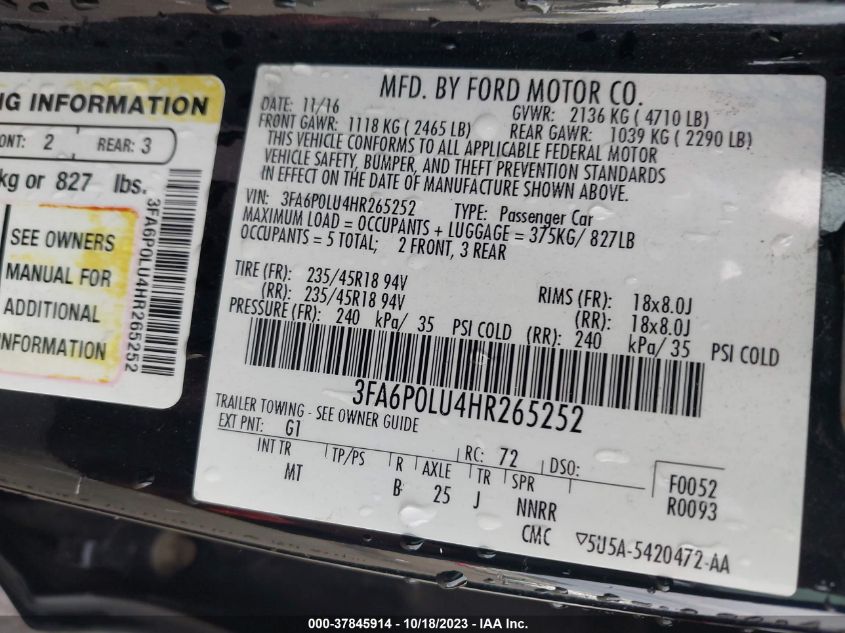 NG INFORMATION
ONT: 2 REAR: 3
kg or 827 lbs.
SEE OWNERS
MANUAL FOR
ADDITIONAL
INFORMATION
3FA6P0LU4HR265252
MFD. BY FORD MOTOR CO.
DATE: 11/16 GVWR: 2136 KG ( 4710 LB)
FRONT GAWR: 1118 KG ( 2465 LB) REAR GAWR: 1039 KG ( 2290 LB)
THIS VEHICLE CONFORMS TO ALL APPLICABLE FEDERAL MOTOR
VEHICLE SAFETY, BUMPER, AND THEFT PREVENTION STANDARDS
IN EFFECT ON THE DATE OF MANUFACTURE SHOWN ABOVE.
VIN: 3FA6P0LU4HR265252 TYPE: Passenger Car
MAXIMUM LOAD = OCCUPANTS + LUGGAGE = 375KG/ 827LB
OCCUPANTS = 5 TOTAL; 2 FRONT, 3 REAR
TIRE (FR): 235/45R18 94V RIMS (FR): 18x8.0J
(RR): 235/45R18 94V (RR): 18x8.0J
PRESSURE (FR): 240 kPa/ 35 PSI COLD (RR): 240 kPa/ 35 PSI COLD
3FA6P0LU4HR265252
TRAILER TOWING - SEE OWNER GUIDE
EXT PNT: G1 RC: 72 DSO: F0052
INT TR TP/PS R AXLE TR SPR R0093
MT B 25 J NNRR
CMC ▽5U5A-5420472-AA
000-37845914 - 10/18/2023 - IAA Inc.